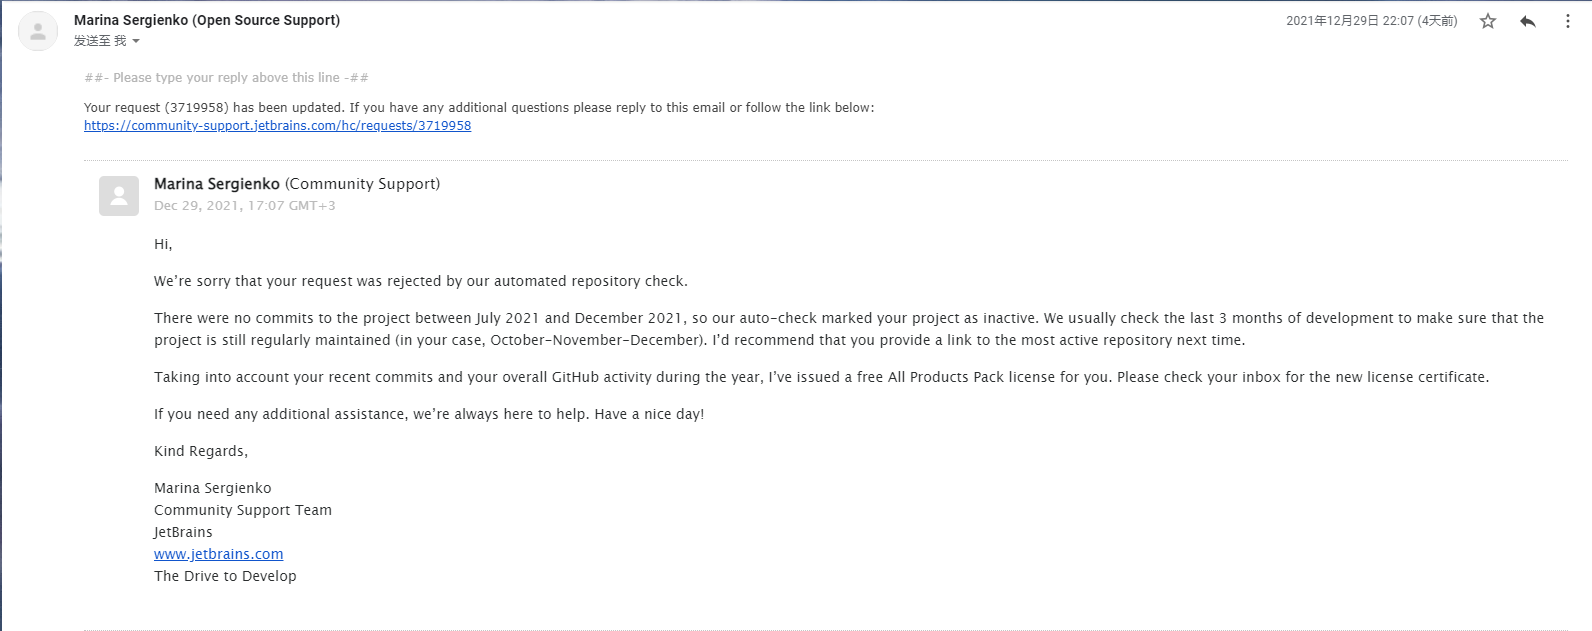 Marina Sergienko (Open Source Support)
2021年12月29日 22:07 (4天前)
发送至 我
##- Please type your reply above this line -##
Your request (3719958) has been updated. If you have any additional questions please reply to this email or follow the link below:
https://community-support.jetbrains.com/hc/requests/3719958
Marina Sergienko (Community Support)
Dec 29, 2021, 17:07 GMT+3
Hi,
We’re sorry that your request was rejected by our automated repository check.
There were no commits to the project between July 2021 and December 2021, so our auto-check marked your project as inactive. We usually check the last 3 months of development to make sure that the
project is still regularly maintained (in your case, October-November-December). I’d recommend that you provide a link to the most active repository next time.
Taking into account your recent commits and your overall GitHub activity during the year, I’ve issued a free All Products Pack license for you. Please check your inbox for the new license certificate.
If you need any additional assistance, we’re always here to help. Have a nice day!
Kind Regards,
Marina Sergienko
Community Support Team
JetBrains
www.jetbrains.com
The Drive to Develop